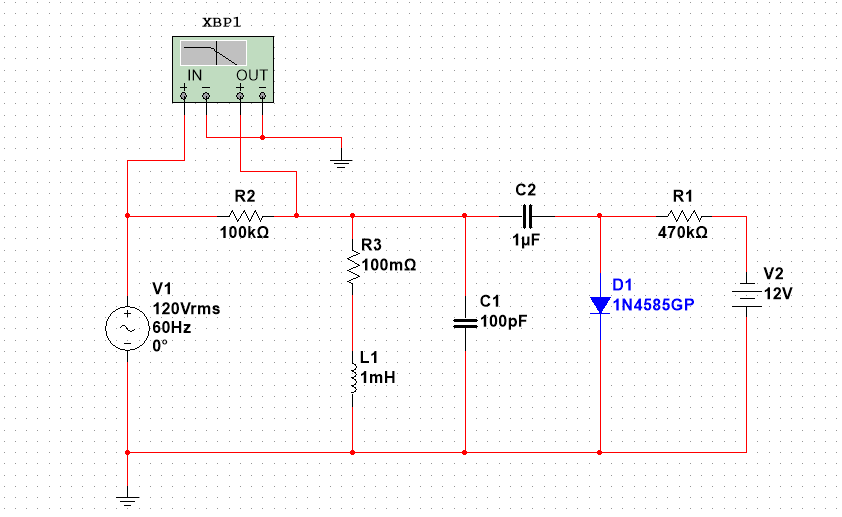 XBP1
IN OUT
+ − + −
R2
100kΩ
C2
1µF
R1
470kΩ
R3
100mΩ
V1
120Vrms
60Hz
0°
C1
100pF
D1
1N4585GP
V2
12V
L1
1mH